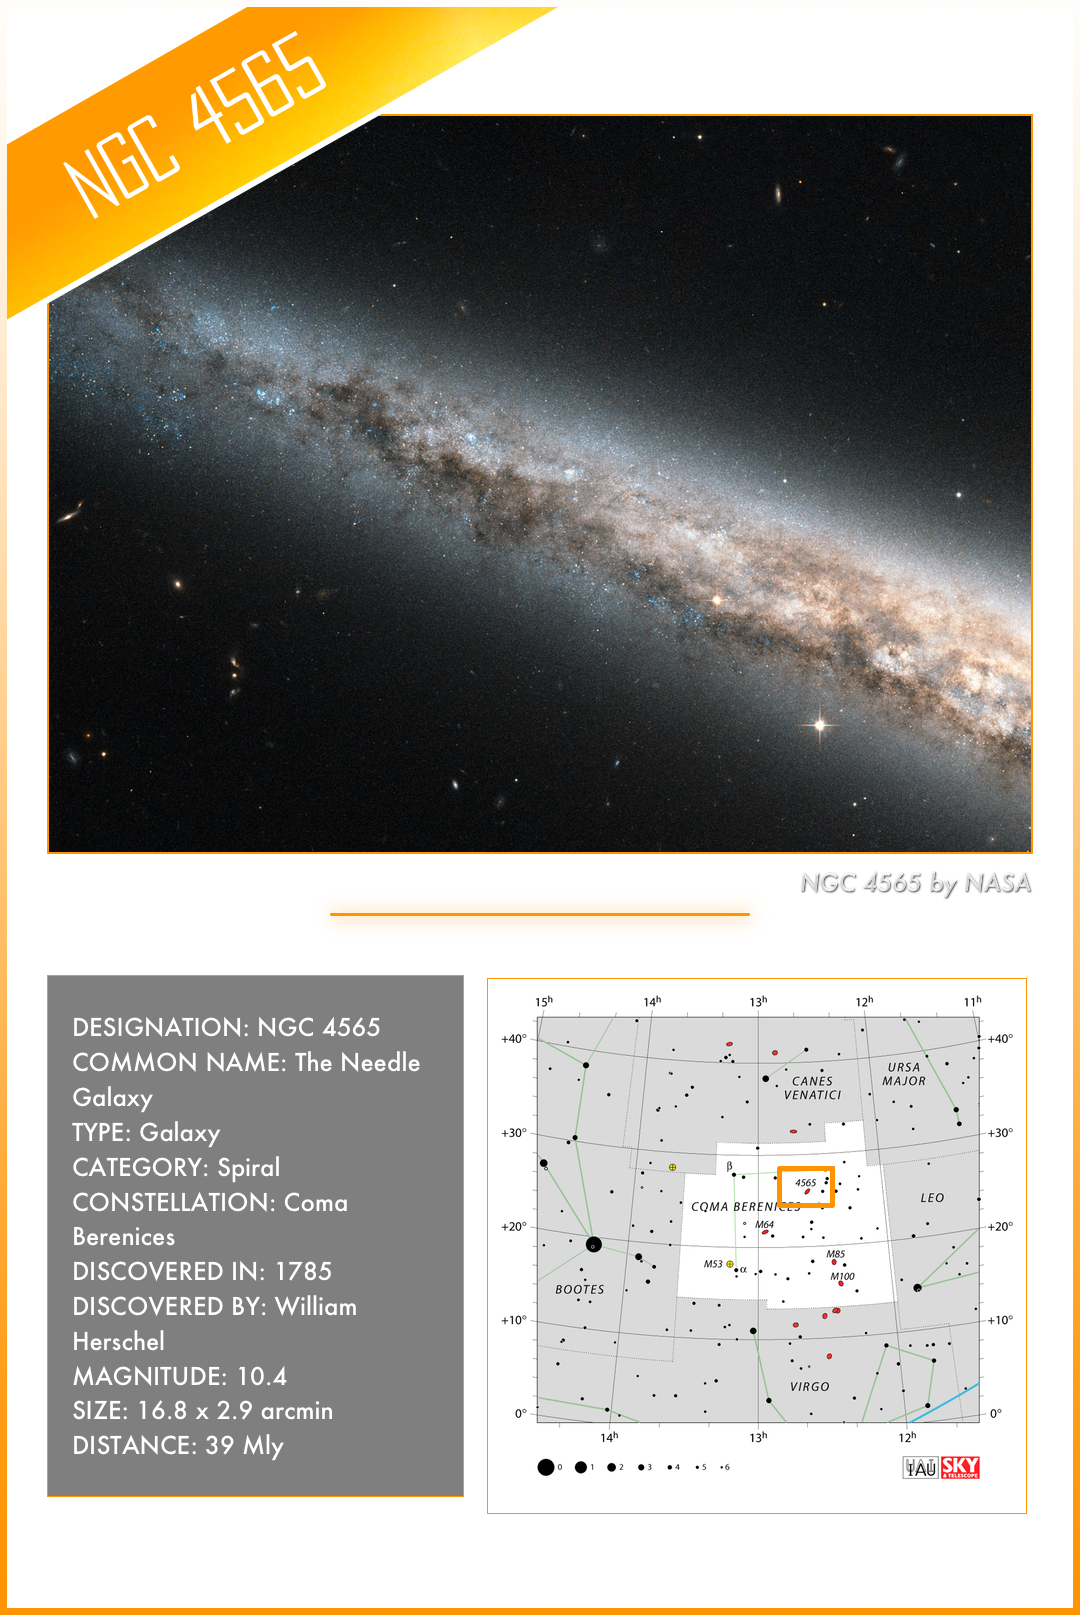 NGC 4565
NGC 4565 by NASA
DESIGNATION: NGC 4565
COMMON NAME: The Needle
Galaxy
TYPE: Galaxy
CATEGORY: Spiral
CONSTELLATION: Coma
Berenices
DISCOVERED IN: 1785
DISCOVERED BY: William
Herschel
MAGNITUDE: 10.4
SIZE: 16.8 x 2.9 arcmin
DISTANCE: 39 Mly
15h 14h 13h 12h 11h
+40° +40°
URSA
MAJOR
CANES
VENATICI
+30° +30°
β
4565
LEO
COMA BERENICES
+20° +20°
M64
M85
M53
α
M100
BOOTES
+10° +10°
VIRGO
0° 0°
14h 13h 12h
0 1 2 3 4 5 6
IAU
SKY
& TELESCOPE